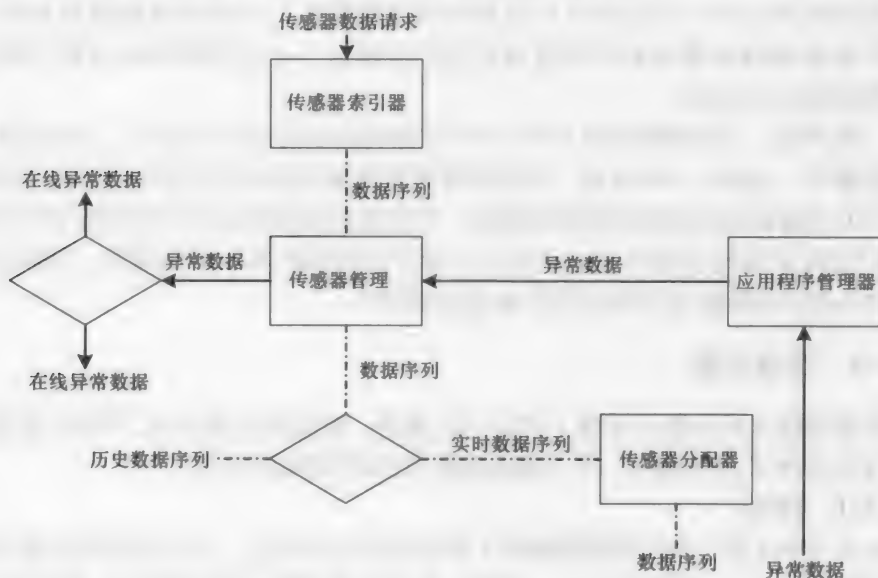 传感器数据请求
传感器索引器
在线异常数据
数据序列
异常数据
传感器管理
异常数据
应用程序管理器
在线异常数据
数据序列
历史数据序列
实时数据序列
传感器分配器
数据序列
异常数据